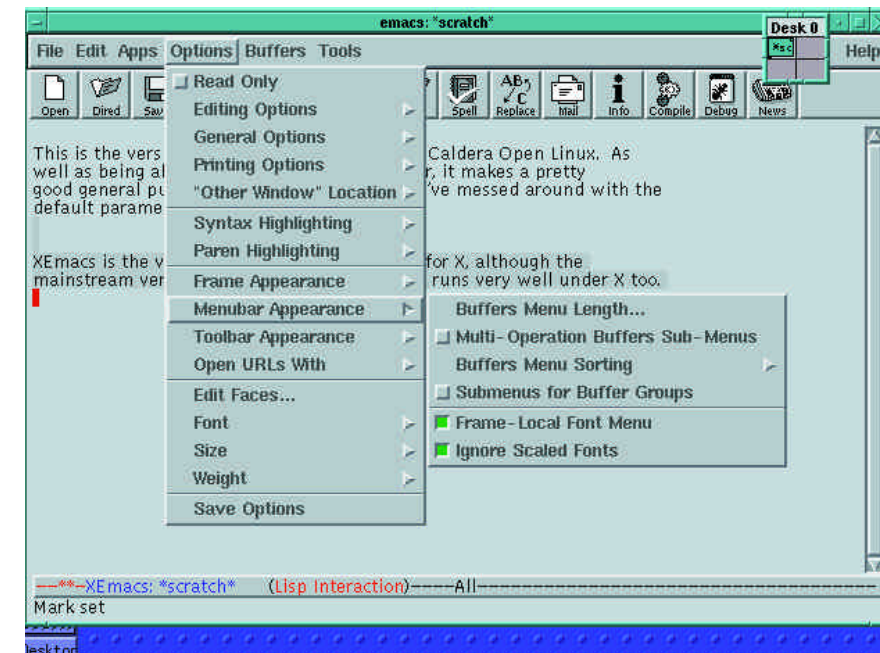 emacs: *scratch*
Desk 0
*sc
File Edit Apps Options Buffers Tools Help
Open Dired Sav Spell Replace Mail Info Compile Debug News
Read Only
Editing Options
General Options
Printing Options
"Other Window" Location
Syntax Highlighting
Paren Highlighting
Frame Appearance
Menubar Appearance
Toolbar Appearance
Open URLs With
Edit Faces...
Font
Size
Weight
Save Options
Buffers Menu Length...
Multi-Operation Buffers Sub-Menus
Buffers Menu Sorting
Submenus for Buffer Groups
Frame-Local Font Menu
Ignore Scaled Fonts
This is the vers Caldera Open Linux. As
well as being al r, it makes a pretty
good general pu 've messed around with the
default parame
XEmacs is the v for X, although the
mainstream ver runs very well under X too.
--**-XEmacs: *scratch* (Lisp Interaction)----All----
Mark set